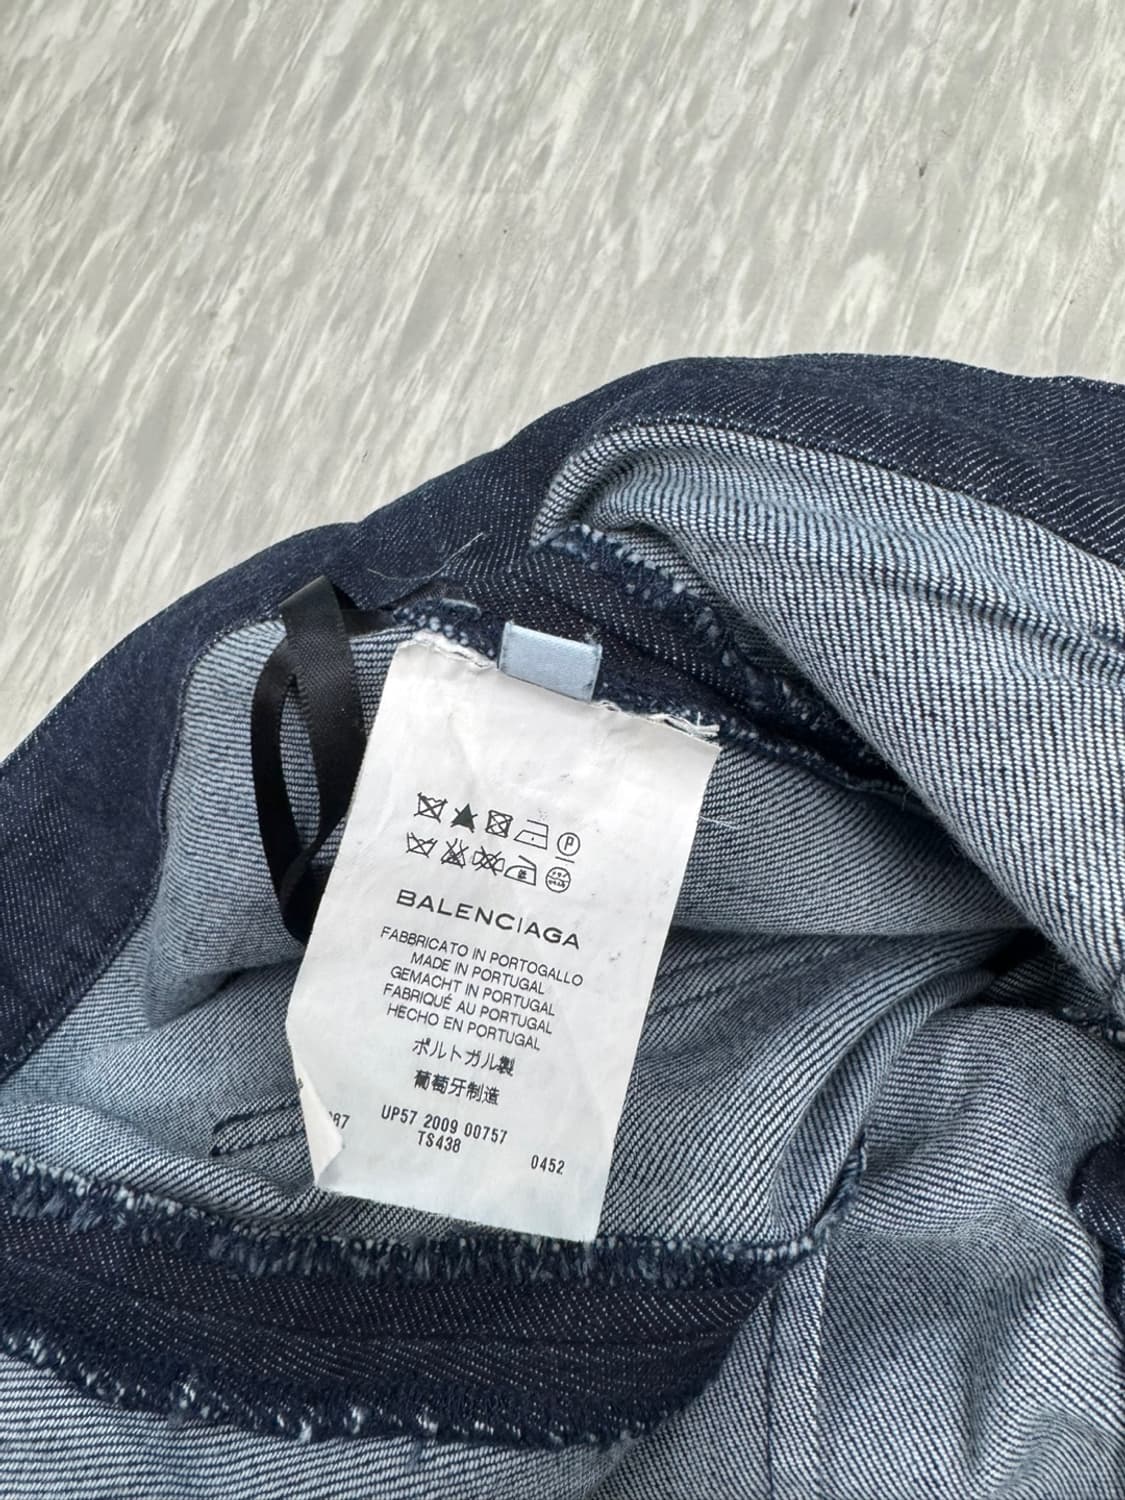 P
BALENCIAGA
FABBRICATO IN PORTOGALLO
MADE IN PORTUGAL
GEMACHT IN PORTUGAL
FABRIQUÉ AU PORTUGAL
HECHO EN PORTUGAL
ポルトガル製
葡萄牙制造
87 UP57 2009 00757
TS438
0452